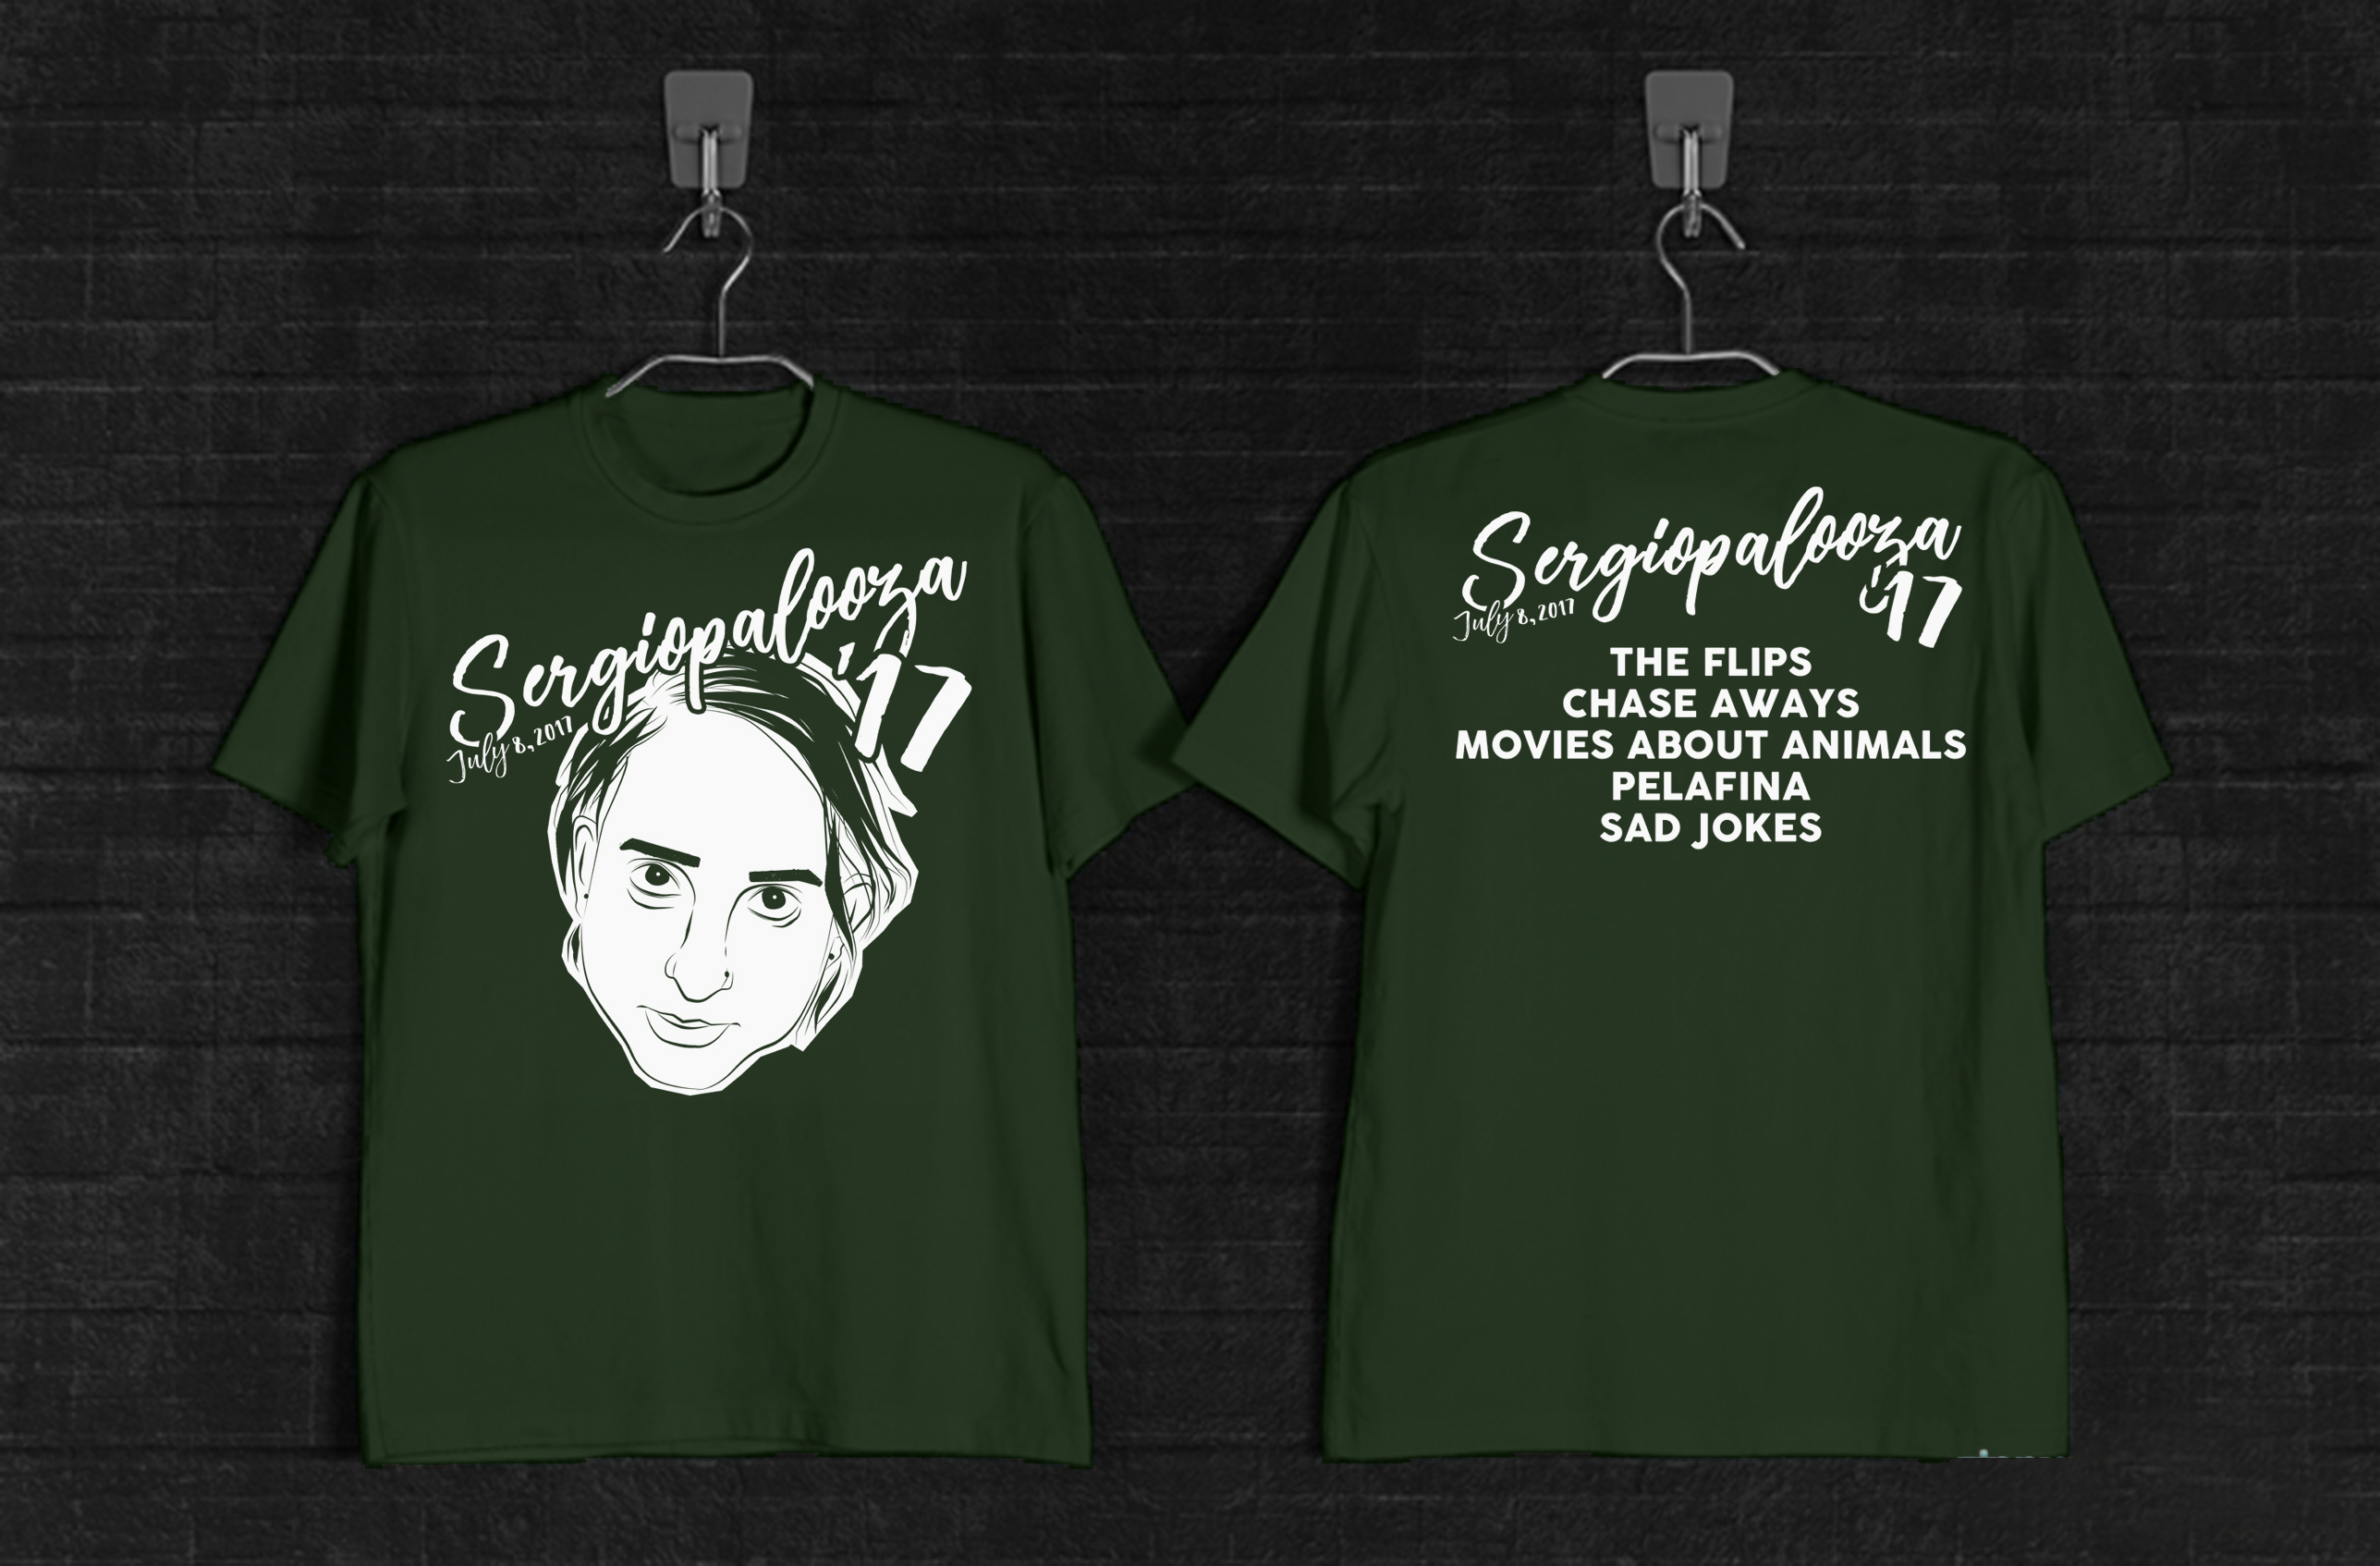 Sergiopalooza
'17
July 8, 2017
Sergiopalooza
'17
July 8, 2017
THE FLIPS
CHASE AWAYS
MOVIES ABOUT ANIMALS
PELAFINA
SAD JOKES